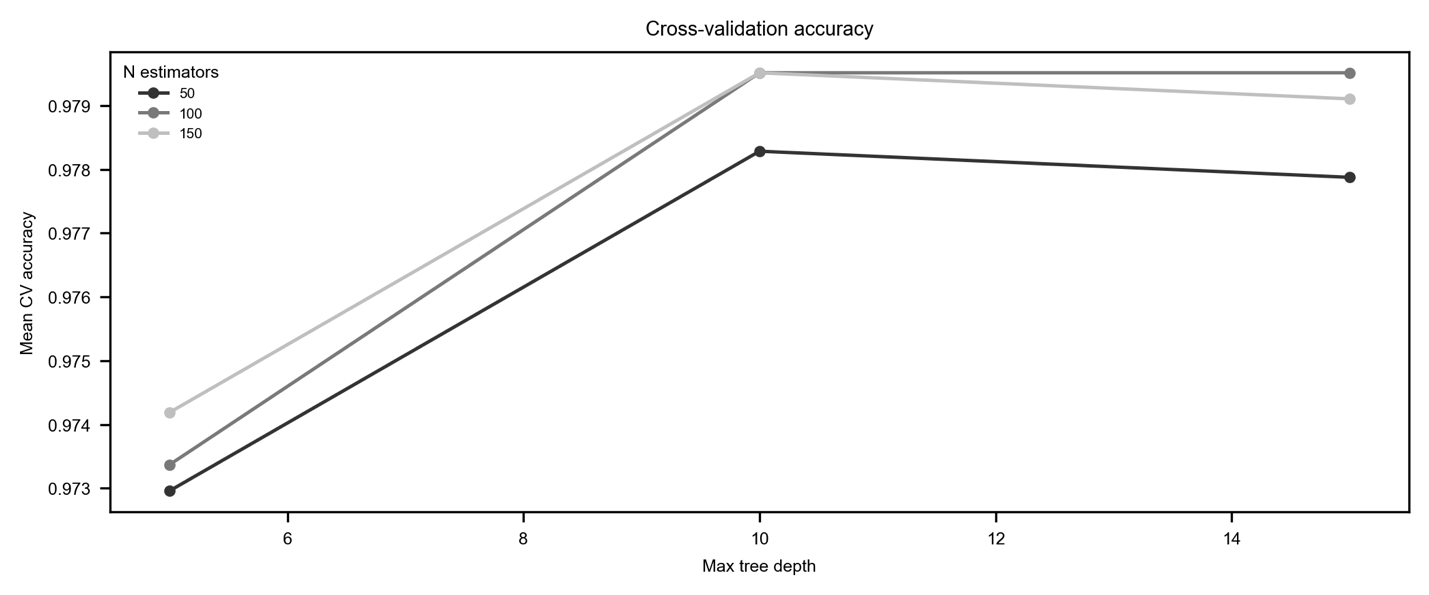 Cross-validation accuracy
N estimators
50
100
150
0.979
0.978
0.977
0.976
0.975
0.974
0.973
Mean CV accuracy
6 8 10 12 14
Max tree depth